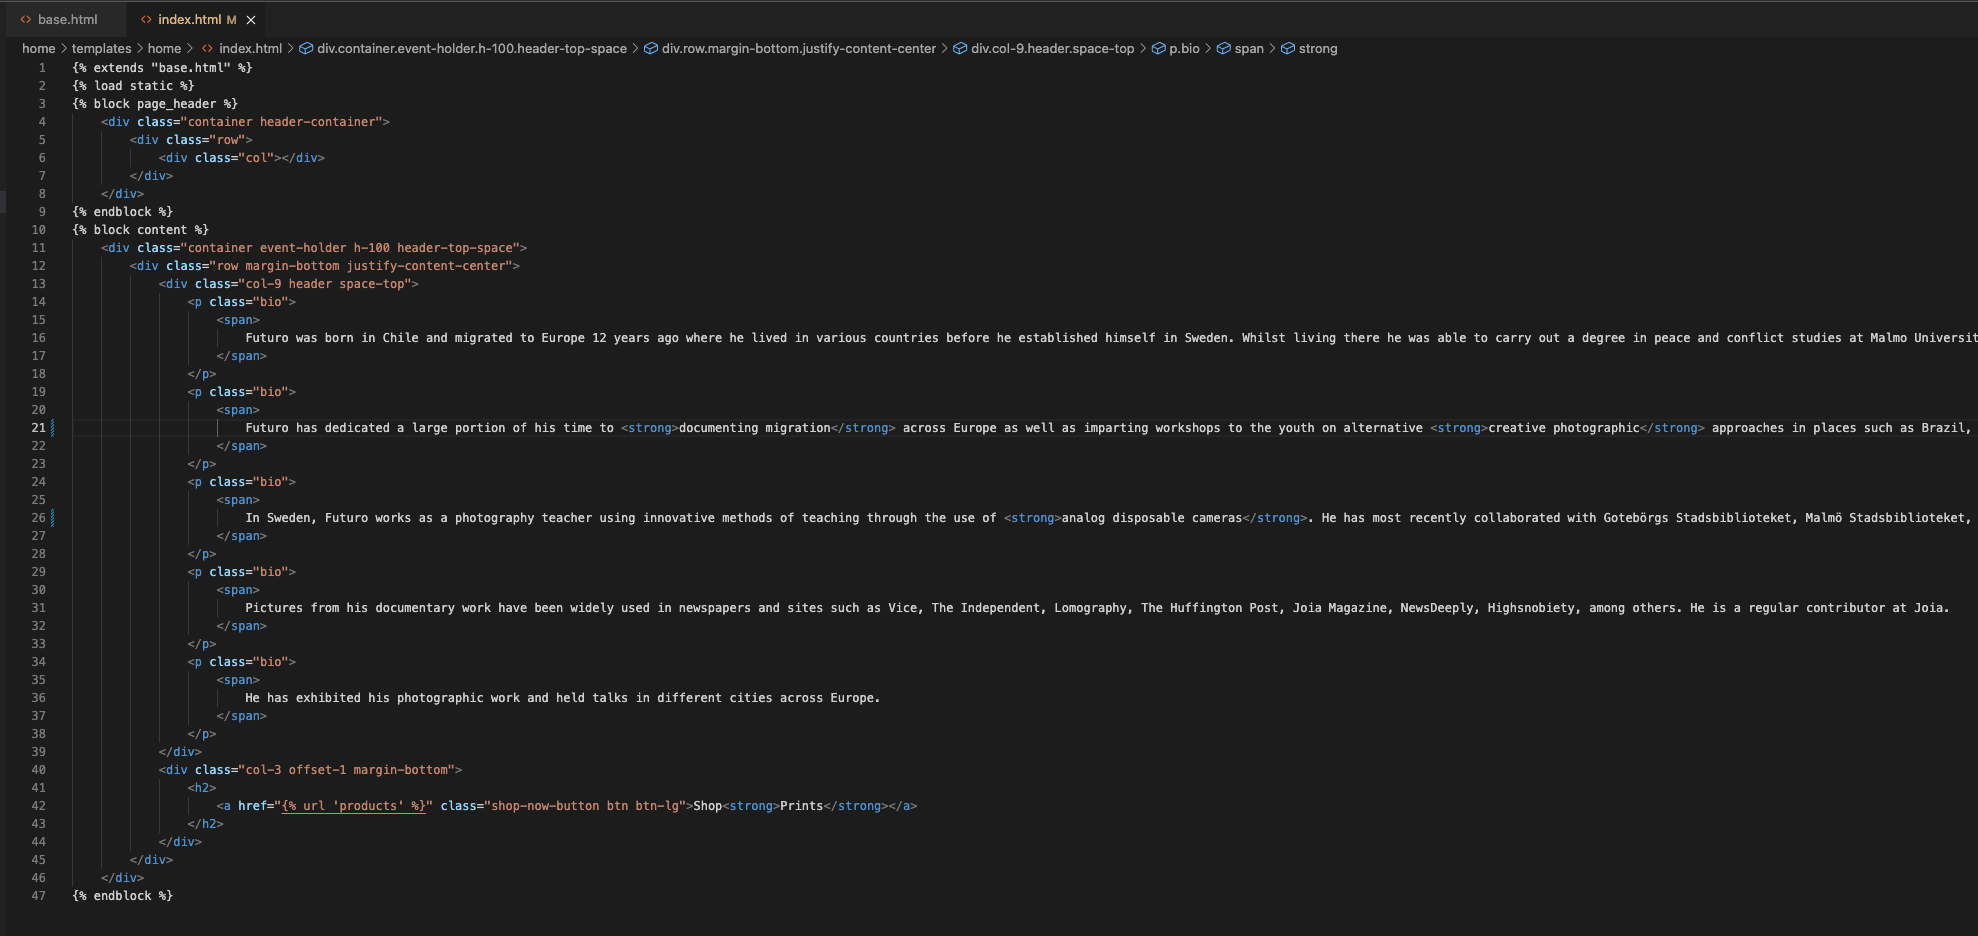 base.html index.html M
home templates home index.html div.container.event-holder.h-100.header-top-space div.row.margin-bottom.justify-content-center div.col-9.header.space-top p.bio span strong
1 {% extends "base.html" %}
2 {% load static %}
3 {% block page_header %}
4 <div class="container header-container">
5 <div class="row">
6 <div class="col"></div>
7 </div>
8 </div>
9 {% endblock %}
10 {% block content %}
11 <div class="container event-holder h-100 header-top-space">
12 <div class="row margin-bottom justify-content-center">
13 <div class="col-9 header space-top">
14 <p class="bio">
15 <span>
16 Futuro was born in Chile and migrated to Europe 12 years ago where he lived in various countries before he established himself in Sweden. Whilst living there he was able to carry out a degree in peace and conflict studies at Malmo Universit
17 </span>
18 </p>
19 <p class="bio">
20 <span>
21 Futuro has dedicated a large portion of his time to <strong>documenting migration</strong> across Europe as well as imparting workshops to the youth on alternative <strong>creative photographic</strong> approaches in places such as Brazil,
22 </span>
23 </p>
24 <p class="bio">
25 <span>
26 In Sweden, Futuro works as a photography teacher using innovative methods of teaching through the use of <strong>analog disposable cameras</strong>. He has most recently collaborated with Gotebörgs Stadsbiblioteket, Malmö Stadsbiblioteket,
27 </span>
28 </p>
29 <p class="bio">
30 <span>
31 Pictures from his documentary work have been widely used in newspapers and sites such as Vice, The Independent, Lomography, The Huffington Post, Joia Magazine, NewsDeeply, Highsnobiety, among others. He is a regular contributor at Joia.
32 </span>
33 </p>
34 <p class="bio">
35 <span>
36 He has exhibited his photographic work and held talks in different cities across Europe.
37 </span>
38 </p>
39 </div>
40 <div class="col-3 offset-1 margin-bottom">
41 <h2>
42 <a href="{% url 'products' %}" class="shop-now-button btn btn-lg">Shop<strong>Prints</strong></a>
43 </h2>
44 </div>
45 </div>
46 </div>
47 {% endblock %}